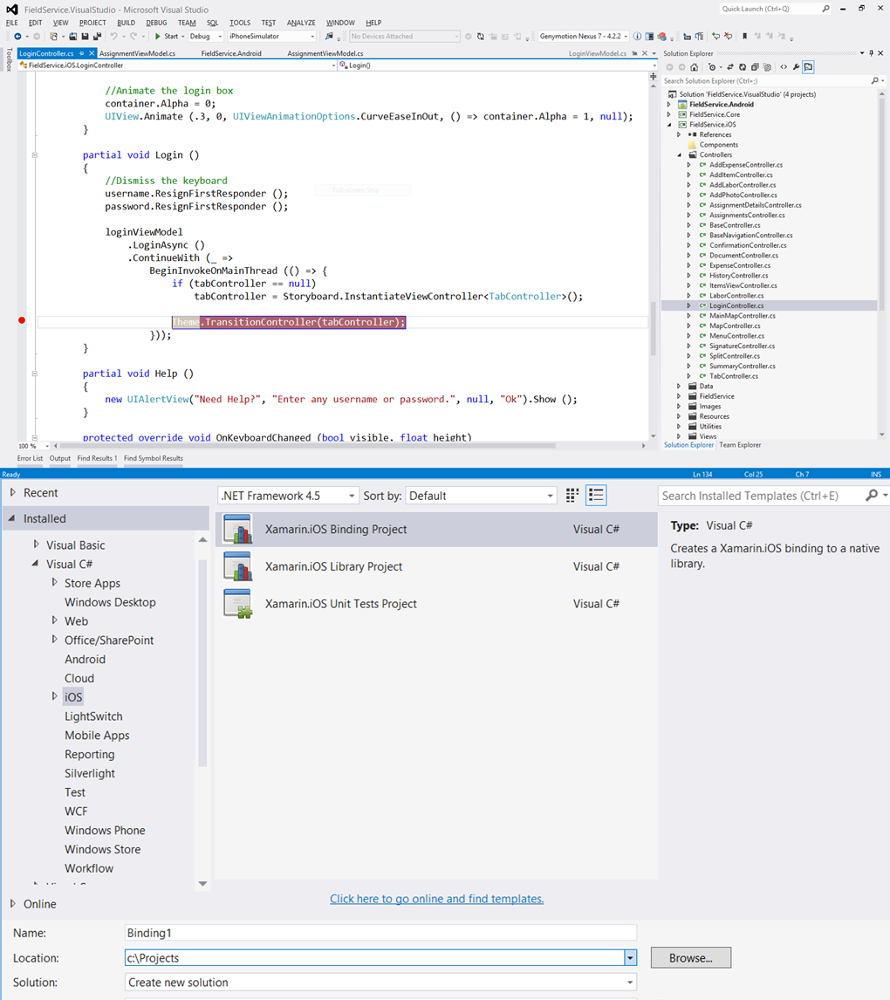 FieldService.VisualStudio - Microsoft Visual Studio
Quick Launch (Ctrl+Q)
FILE EDIT VIEW PROJECT BUILD DEBUG TEAM SQL TOOLS TEST ANALYZE WINDOW HELP
Start Debug iPhoneSimulator No Devices Attached Genymotion Nexus 7 - 4.2.2
Toolbox
LoginController.cs AssignmentViewModel.cs FieldService.Android AssignmentViewModel.cs LoginViewModel.cs
FieldService.iOS.LoginController Login()
//Animate the login box
container.Alpha = 0;
UIView.Animate (.3, 0, UIViewAnimationOptions.CurveEaseInOut, () => container.Alpha = 1, null);
}
partial void Login ()
{
//Dismiss the keyboard
username.ResignFirstResponder ();
password.ResignFirstResponder ();
loginViewModel
.LoginAsync ()
.ContinueWith (_ =>
BeginInvokeOnMainThread (() => {
if (tabController == null)
tabController = Storyboard.InstantiateViewController<TabController>();
Theme.TransitionController(tabController);
}));
}
partial void Help ()
{
new UIAlertView("Need Help?", "Enter any username or password.", null, "Ok").Show ();
}
protected override void OnKeyboardChanged (bool visible, float height)
100 %
Error List Output Find Results 1 Find Symbol Results
Solution Explorer
Search Solution Explorer (Ctrl+;)
Solution 'FieldService.VisualStudio' (4 projects)
FieldService.Android
FieldService.Core
FieldService.iOS
References
Components
Controllers
AddExpenseController.cs
AddItemController.cs
AddLaborController.cs
AddPhotoController.cs
AssignmentDetailsController.cs
AssignmentsController.cs
BaseController.cs
BaseNavigationController.cs
ConfirmationController.cs
DocumentController.cs
ExpenseController.cs
HistoryController.cs
ItemsViewController.cs
LaborController.cs
LoginController.cs
MainMapController.cs
MapController.cs
MenuController.cs
SignatureController.cs
SplitController.cs
SummaryController.cs
TabController.cs
Data
FieldService
Images
Resources
Utilities
Views
Solution Explorer Team Explorer
Ready Ln 134 Col 25 Ch 7 INS
Recent
Installed
Visual Basic
Visual C#
Store Apps
Windows Desktop
Web
Office/SharePoint
Android
Cloud
iOS
LightSwitch
Mobile Apps
Reporting
Silverlight
Test
WCF
Windows Phone
Windows Store
Workflow
Online
.NET Framework 4.5 Sort by: Default
Xamarin.iOS Binding Project Visual C#
Xamarin.iOS Library Project Visual C#
Xamarin.iOS Unit Tests Project Visual C#
Click here to go online and find templates.
Search Installed Templates (Ctrl+E)
Type: Visual C#
Creates a Xamarin.iOS binding to a native
library.
Name: Binding1
Location: c:\Projects Browse...
Solution: Create new solution